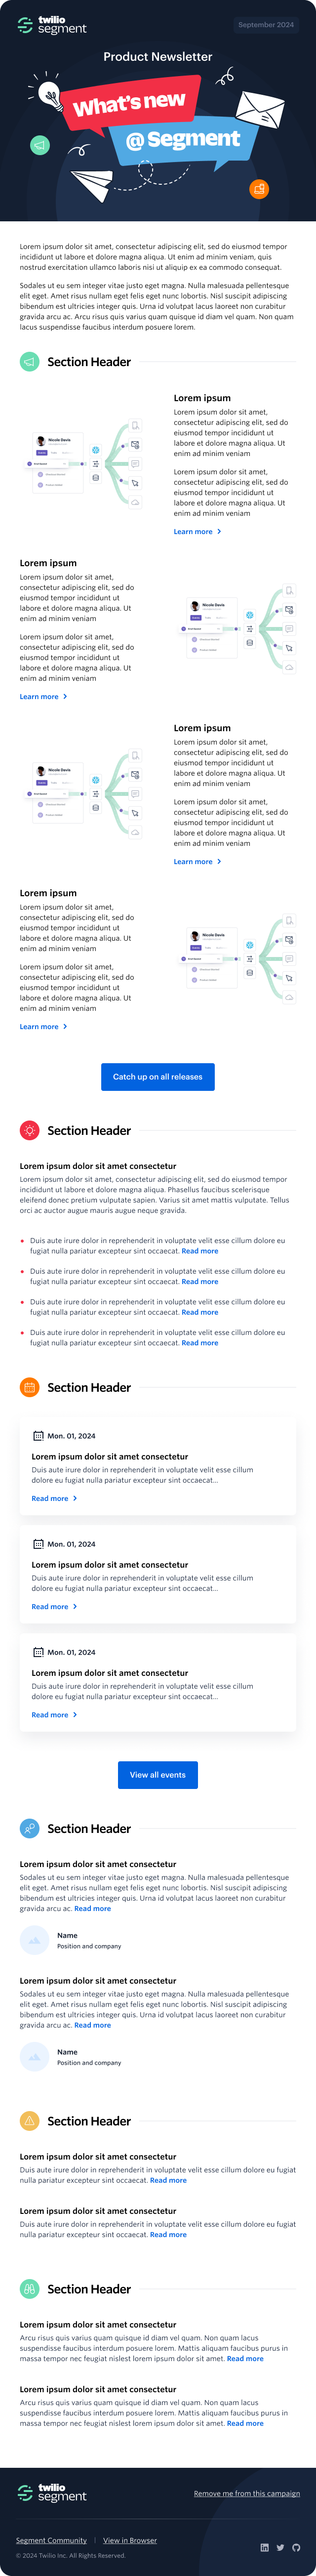 twilio
segment
September 2024
Product Newsletter
What's new
@ Segment
Lorem ipsum dolor sit amet, consectetur adipiscing elit, sed do eiusmod tempor
incididunt ut labore et dolore magna aliqua. Ut enim ad minim veniam, quis
nostrud exercitation ullamco laboris nisi ut aliquip ex ea commodo consequat.
Sodales ut eu sem integer vitae justo eget magna. Nulla malesuada pellentesque
elit eget. Amet risus nullam eget felis eget nunc lobortis. Nisl suscipit adipiscing
bibendum est ultricies integer quis. Urna id volutpat lacus laoreet non curabitur
gravida arcu ac. Arcu risus quis varius quam quisque id diam vel quam. Non quam
lacus suspendisse faucibus interdum posuere lorem.
Section Header
Nicole Davis
Lorem ipsum
Lorem ipsum dolor sit amet,
consectetur adipiscing elit, sed do
eiusmod tempor incididunt ut
labore et dolore magna aliqua. Ut
enim ad minim veniam
Lorem ipsum dolor sit amet,
consectetur adipiscing elit, sed do
eiusmod tempor incididunt ut
labore et dolore magna aliqua. Ut
enim ad minim veniam
Learn more
Lorem ipsum
Lorem ipsum dolor sit amet,
consectetur adipiscing elit, sed do
eiusmod tempor incididunt ut
labore et dolore magna aliqua. Ut
enim ad minim veniam
Lorem ipsum dolor sit amet,
consectetur adipiscing elit, sed do
eiusmod tempor incididunt ut
labore et dolore magna aliqua. Ut
enim ad minim veniam
Learn more
Nicole Davis
Nicole Davis
Lorem ipsum
Lorem ipsum dolor sit amet,
consectetur adipiscing elit, sed do
eiusmod tempor incididunt ut
labore et dolore magna aliqua. Ut
enim ad minim veniam
Lorem ipsum dolor sit amet,
consectetur adipiscing elit, sed do
eiusmod tempor incididunt ut
labore et dolore magna aliqua. Ut
enim ad minim veniam
Learn more
Lorem ipsum
Lorem ipsum dolor sit amet,
consectetur adipiscing elit, sed do
eiusmod tempor incididunt ut
labore et dolore magna aliqua. Ut
enim ad minim veniam
Lorem ipsum dolor sit amet,
consectetur adipiscing elit, sed do
eiusmod tempor incididunt ut
labore et dolore magna aliqua. Ut
enim ad minim veniam
Learn more
Nicole Davis
Catch up on all releases
Section Header
Lorem ipsum dolor sit amet consectetur
Lorem ipsum dolor sit amet, consectetur adipiscing elit, sed do eiusmod tempor
incididunt ut labore et dolore magna aliqua. Phasellus faucibus scelerisque
eleifend donec pretium vulputate sapien. Varius sit amet mattis vulputate. Tellus
orci ac auctor augue mauris augue neque gravida.
Duis aute irure dolor in reprehenderit in voluptate velit esse cillum dolore eu
fugiat nulla pariatur excepteur sint occaecat. Read more
Duis aute irure dolor in reprehenderit in voluptate velit esse cillum dolore eu
fugiat nulla pariatur excepteur sint occaecat. Read more
Duis aute irure dolor in reprehenderit in voluptate velit esse cillum dolore eu
fugiat nulla pariatur excepteur sint occaecat. Read more
Duis aute irure dolor in reprehenderit in voluptate velit esse cillum dolore eu
fugiat nulla pariatur excepteur sint occaecat. Read more
Section Header
Mon. 01, 2024
Lorem ipsum dolor sit amet consectetur
Duis aute irure dolor in reprehenderit in voluptate velit esse cillum
dolore eu fugiat nulla pariatur excepteur sint occaecat...
Read more
Mon. 01, 2024
Lorem ipsum dolor sit amet consectetur
Duis aute irure dolor in reprehenderit in voluptate velit esse cillum
dolore eu fugiat nulla pariatur excepteur sint occaecat...
Read more
Mon. 01, 2024
Lorem ipsum dolor sit amet consectetur
Duis aute irure dolor in reprehenderit in voluptate velit esse cillum
dolore eu fugiat nulla pariatur excepteur sint occaecat...
Read more
View all events
Section Header
Lorem ipsum dolor sit amet consectetur
Sodales ut eu sem integer vitae justo eget magna. Nulla malesuada pellentesque
elit eget. Amet risus nullam eget felis eget nunc lobortis. Nisl suscipit adipiscing
bibendum est ultricies integer quis. Urna id volutpat lacus laoreet non curabitur
gravida arcu ac. Read more
Name
Position and company
Lorem ipsum dolor sit amet consectetur
Sodales ut eu sem integer vitae justo eget magna. Nulla malesuada pellentesque
elit eget. Amet risus nullam eget felis eget nunc lobortis. Nisl suscipit adipiscing
bibendum est ultricies integer quis. Urna id volutpat lacus laoreet non curabitur
gravida arcu ac. Read more
Name
Position and company
Section Header
Lorem ipsum dolor sit amet consectetur
Duis aute irure dolor in reprehenderit in voluptate velit esse cillum dolore eu fugiat
nulla pariatur excepteur sint occaecat. Read more
Lorem ipsum dolor sit amet consectetur
Duis aute irure dolor in reprehenderit in voluptate velit esse cillum dolore eu fugiat
nulla pariatur excepteur sint occaecat. Read more
Section Header
Lorem ipsum dolor sit amet consectetur
Arcu risus quis varius quam quisque id diam vel quam. Non quam lacus
suspendisse faucibus interdum posuere lorem. Mattis aliquam faucibus purus in
massa tempor nec feugiat nislest lorem ipsum dolor sit amet. Read more
Lorem ipsum dolor sit amet consectetur
Arcu risus quis varius quam quisque id diam vel quam. Non quam lacus
suspendisse faucibus interdum posuere lorem. Mattis aliquam faucibus purus in
massa tempor nec feugiat nislest lorem ipsum dolor sit amet. Read more
twilio
segment
Remove me from this campaign
Segment Community | View in Browser
© 2024 Twilio Inc. All Rights Reserved.